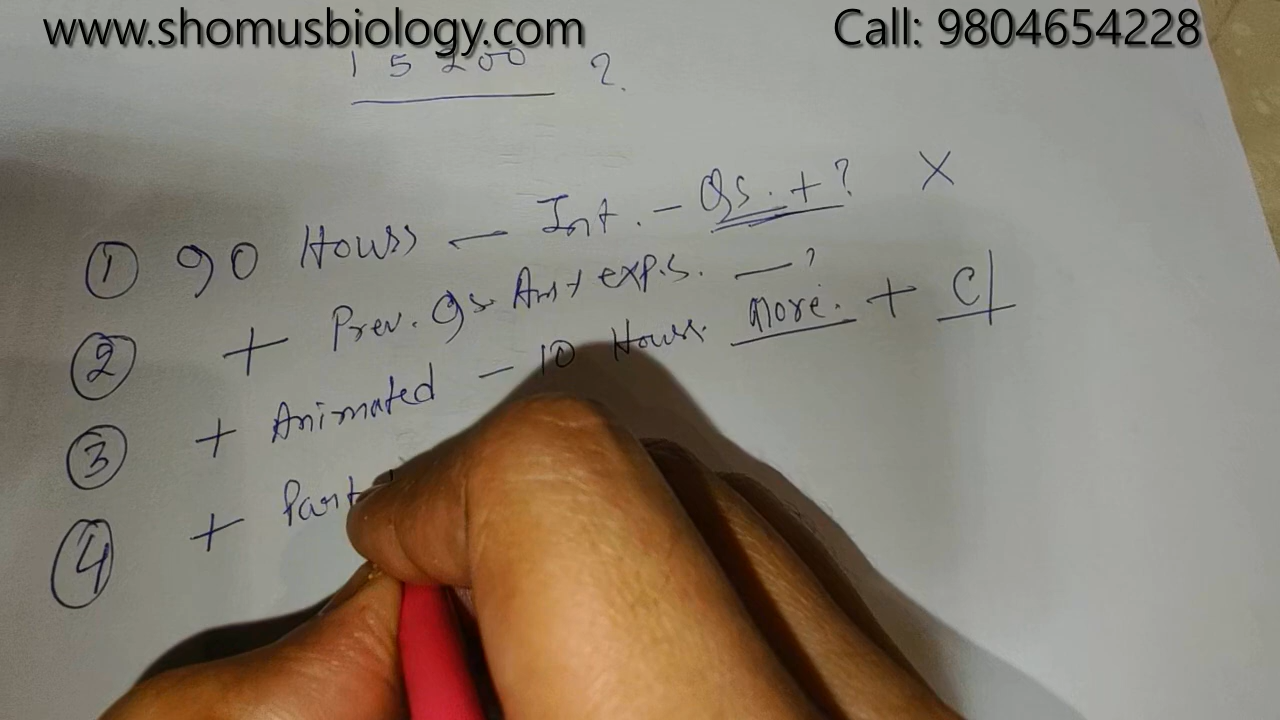 www.shomusbiology.com Call: 9804654228
15200 ?
① 90 Hours — Int. - Qs. + ? X
② + Prev. Qs Ans + exp.s. — ?
③ + Animated - 10 Hours. More. + C/
④ + Part